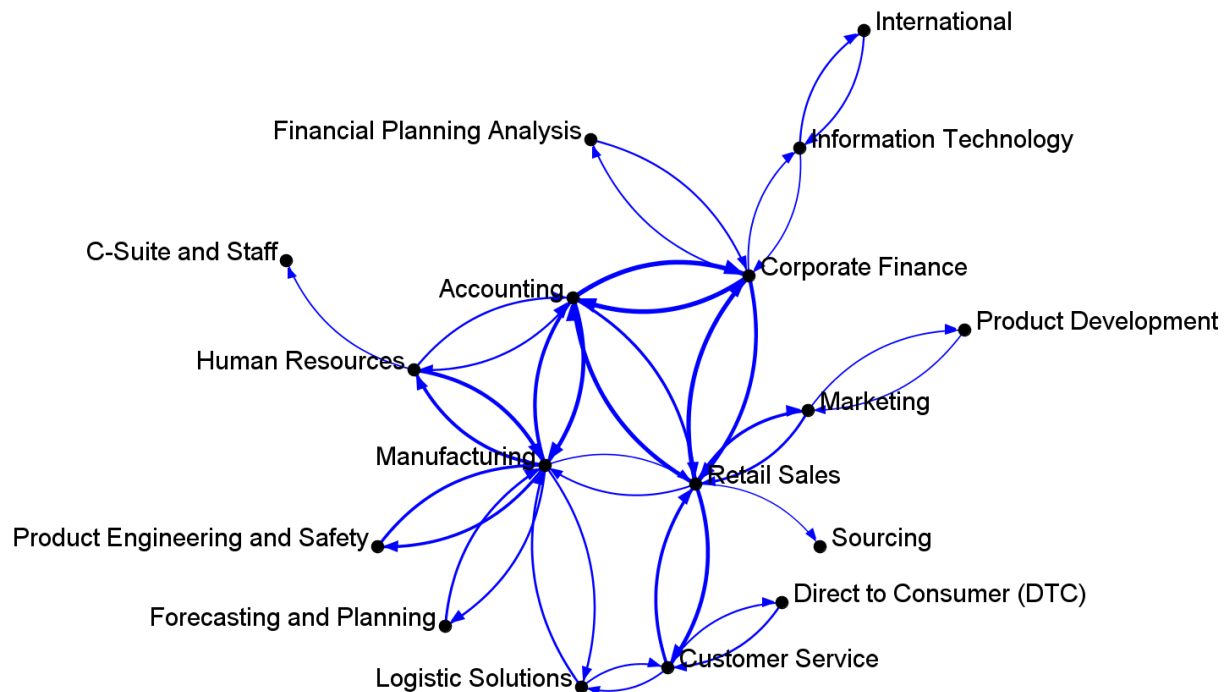 International
Financial Planning Analysis
Information Technology
C-Suite and Staff
Corporate Finance
Accounting
Product Development
Human Resources
Marketing
Manufacturing
Retail Sales
Product Engineering and Safety
Sourcing
Direct to Consumer (DTC)
Forecasting and Planning
Customer Service
Logistic Solutions